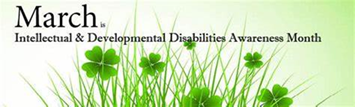 March is
Intellectual & Developmental Disabilities Awareness Month